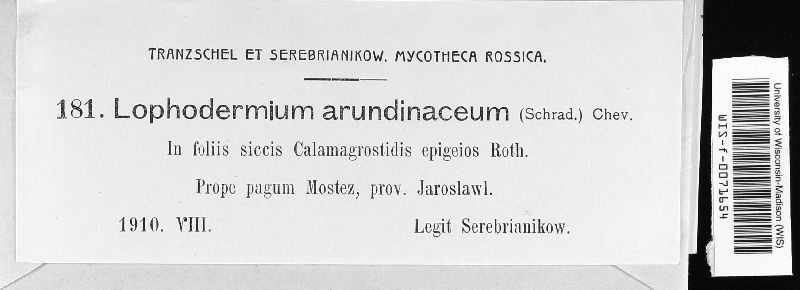 TRANZSCHEL ET SEREBRIANIKOW. MYCOTHECA ROSSICA.
181. Lophodermium arundinaceum (Schrad.) Chev.
In foliis siccis Calamagrostidis epigeios Roth.
Prope pagum Mostez, prov. Jaroslawl.
1910. VIII. Legit Serebrianikow.
University of Wisconsin-Madison (WIS)
WIS-f-0071654